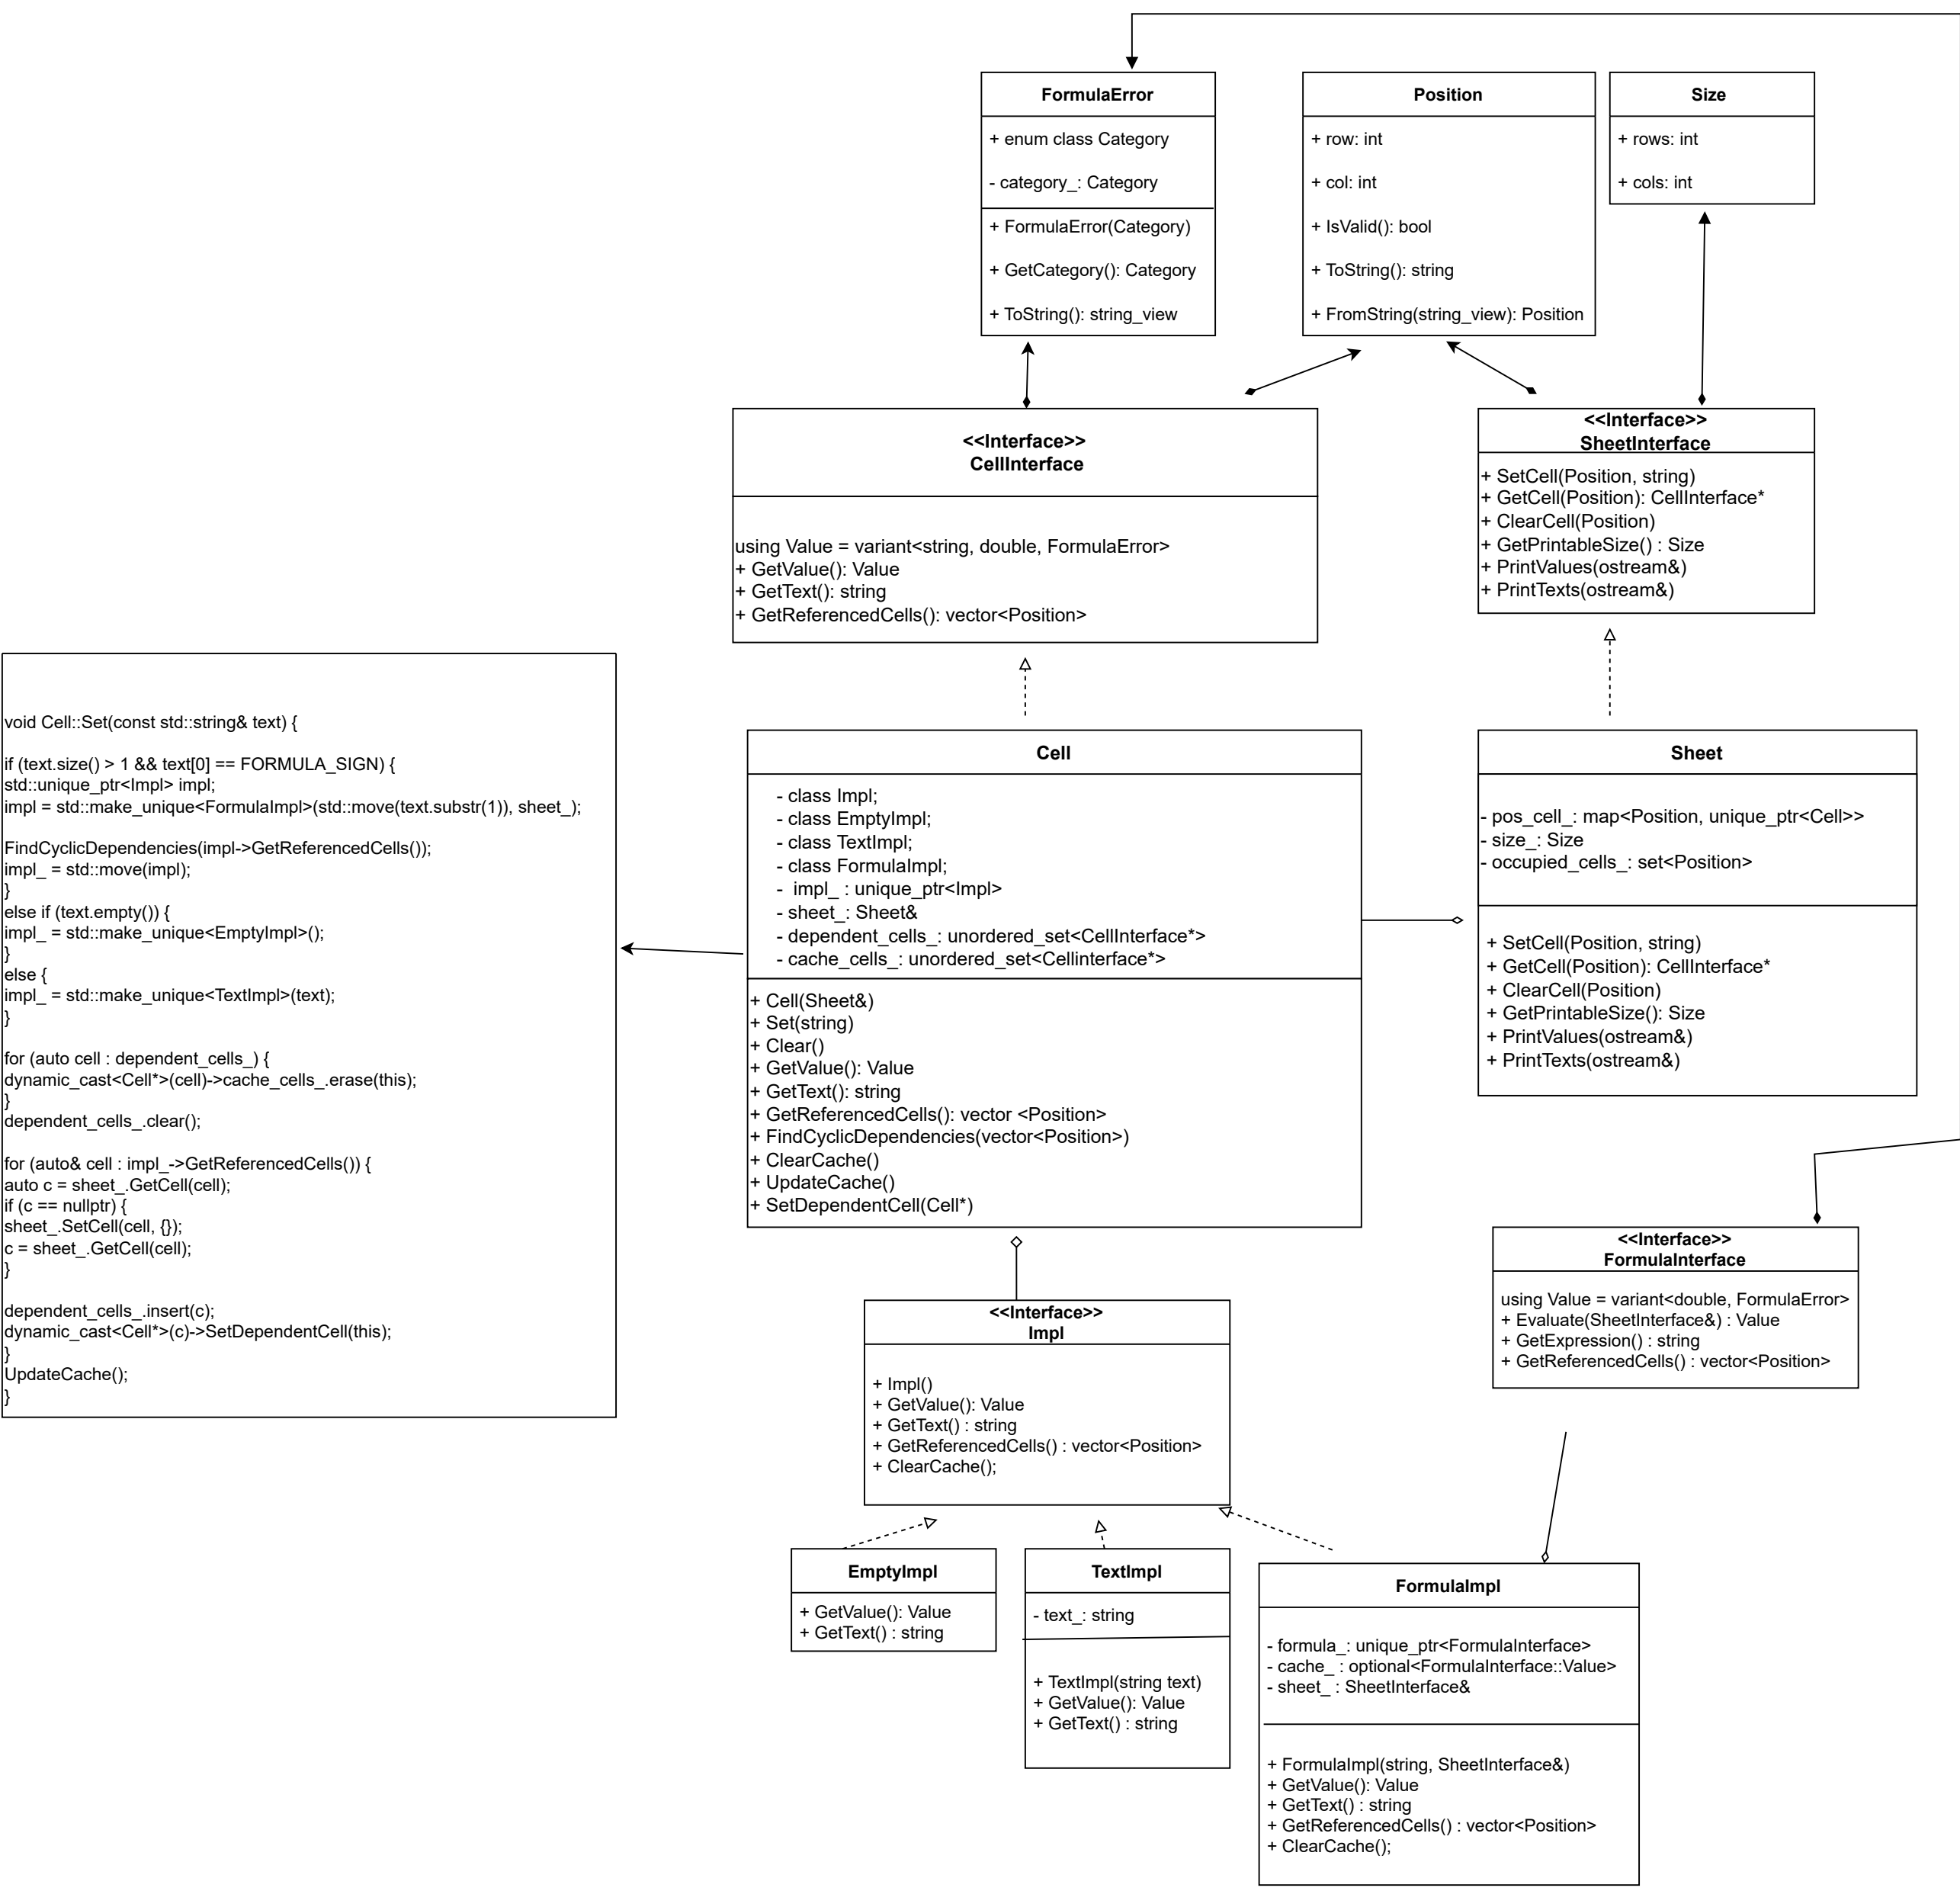 FormulaError
+ enum class Category
- category_: Category
+ FormulaError(Category)
+ GetCategory(): Category
+ ToString(): string_view
Position
+ row: int
+ col: int
+ IsValid(): bool
+ ToString(): string
+ FromString(string_view): Position
Size
+ rows: int
+ cols: int
<<Interface>>
CellInterface
using Value = variant<string, double, FormulaError>
+ GetValue(): Value
+ GetText(): string
+ GetReferencedCells(): vector<Position>
<<Interface>>
SheetInterface
+ SetCell(Position, string)
+ GetCell(Position): CellInterface*
+ ClearCell(Position)
+ GetPrintableSize() : Size
+ PrintValues(ostream&)
+ PrintTexts(ostream&)
void Cell::Set(const std::string& text) {
if (text.size() > 1 && text[0] == FORMULA_SIGN) {
std::unique_ptr<Impl> impl;
impl = std::make_unique<FormulaImpl>(std::move(text.substr(1)), sheet_);
FindCyclicDependencies(impl->GetReferencedCells());
impl_ = std::move(impl);
}
else if (text.empty()) {
impl_ = std::make_unique<EmptyImpl>();
}
else {
impl_ = std::make_unique<TextImpl>(text);
}
for (auto cell : dependent_cells_) {
dynamic_cast<Cell*>(cell)->cache_cells_.erase(this);
}
dependent_cells_.clear();
for (auto& cell : impl_->GetReferencedCells()) {
auto c = sheet_.GetCell(cell);
if (c == nullptr) {
sheet_.SetCell(cell, {});
c = sheet_.GetCell(cell);
}
dependent_cells_.insert(c);
dynamic_cast<Cell*>(c)->SetDependentCell(this);
}
UpdateCache();
}
Cell
- class Impl;
- class EmptyImpl;
- class TextImpl;
- class FormulaImpl;
-  impl_ : unique_ptr<Impl>
- sheet_: Sheet&
- dependent_cells_: unordered_set<CellInterface*>
- cache_cells_: unordered_set<Cellinterface*>
+ Cell(Sheet&)
+ Set(string)
+ Clear()
+ GetValue(): Value
+ GetText(): string
+ GetReferencedCells(): vector <Position>
+ FindCyclicDependencies(vector<Position>)
+ ClearCache()
+ UpdateCache()
+ SetDependentCell(Cell*)
Sheet
- pos_cell_: map<Position, unique_ptr<Cell>>
- size_: Size
- occupied_cells_: set<Position>
+ SetCell(Position, string)
+ GetCell(Position): CellInterface*
+ ClearCell(Position)
+ GetPrintableSize(): Size
+ PrintValues(ostream&)
+ PrintTexts(ostream&)
<<Interface>>
FormulaInterface
using Value = variant<double, FormulaError>
+ Evaluate(SheetInterface&) : Value
+ GetExpression() : string
+ GetReferencedCells() : vector<Position>
<<Interface>>
Impl
+ Impl()
+ GetValue(): Value
+ GetText() : string
+ GetReferencedCells() : vector<Position>
+ ClearCache();
EmptyImpl
+ GetValue(): Value
+ GetText() : string
TextImpl
- text_: string
+ TextImpl(string text)
+ GetValue(): Value
+ GetText() : string
FormulaImpl
- formula_: unique_ptr<FormulaInterface>
- cache_ : optional<FormulaInterface::Value>
- sheet_ : SheetInterface&
+ FormulaImpl(string, SheetInterface&)
+ GetValue(): Value
+ GetText() : string
+ GetReferencedCells() : vector<Position>
+ ClearCache();